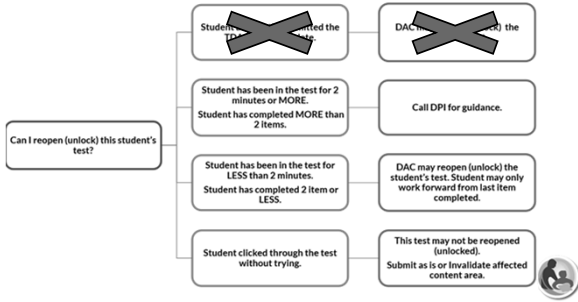 Can I reopen (unlock) this student's
test?
Student
itted the
DAC
the
Student has been in the test for 2
minutes or MORE.
Student has completed MORE than
2 items.
Call DPI for guidance.
Student has been in the test for
LESS than 2 minutes.
Student has completed 2 item or
LESS.
DAC may reopen (unlock) the
student's test. Student may only
work forward from last item
completed.
Student clicked through the test
without trying.
This test may not be reopened
(unlocked).
Submit as is or Invalidate affected
content area.